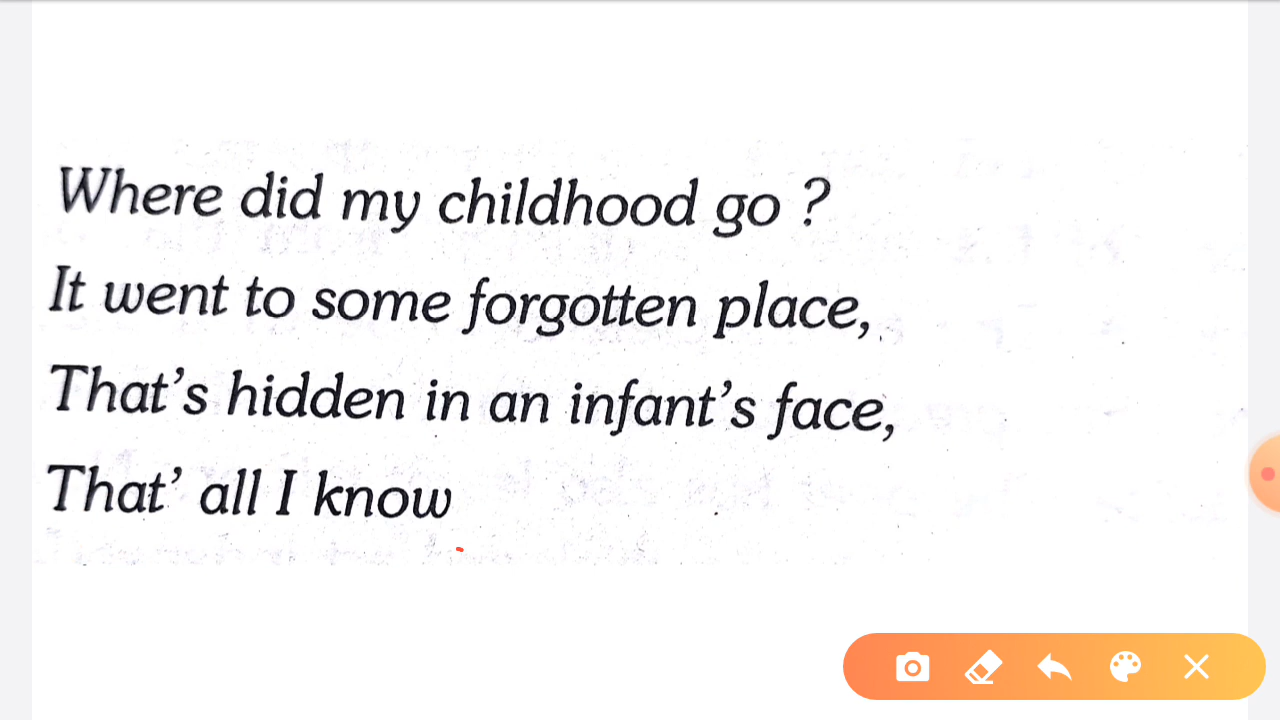 Where did my childhood go ?
It went to some forgotten place,
That's hidden in an infant's face,
That' all I know